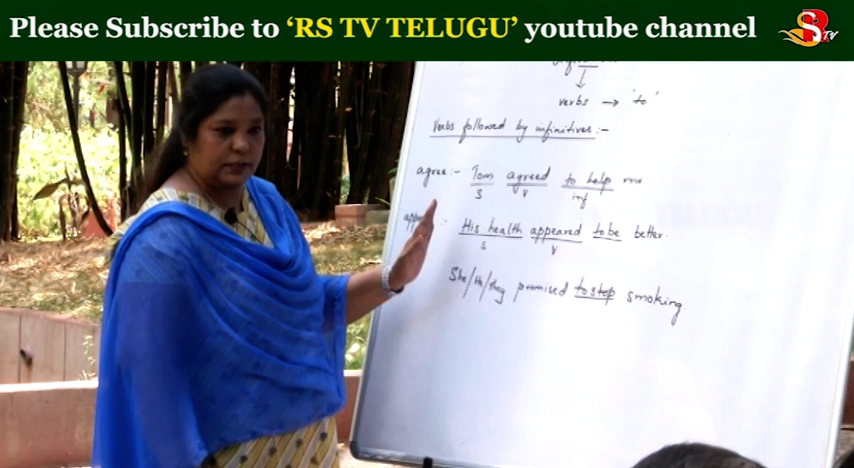 Please Subscribe to ‘RS TV TELUGU’ youtube channel
TV
verbs → 'to'
Verbs followed by infinitives :-
agree :- Tom agreed to help me
S V inf
:- His health appeared to be better.
S V
She/He/they promised to stop smoking